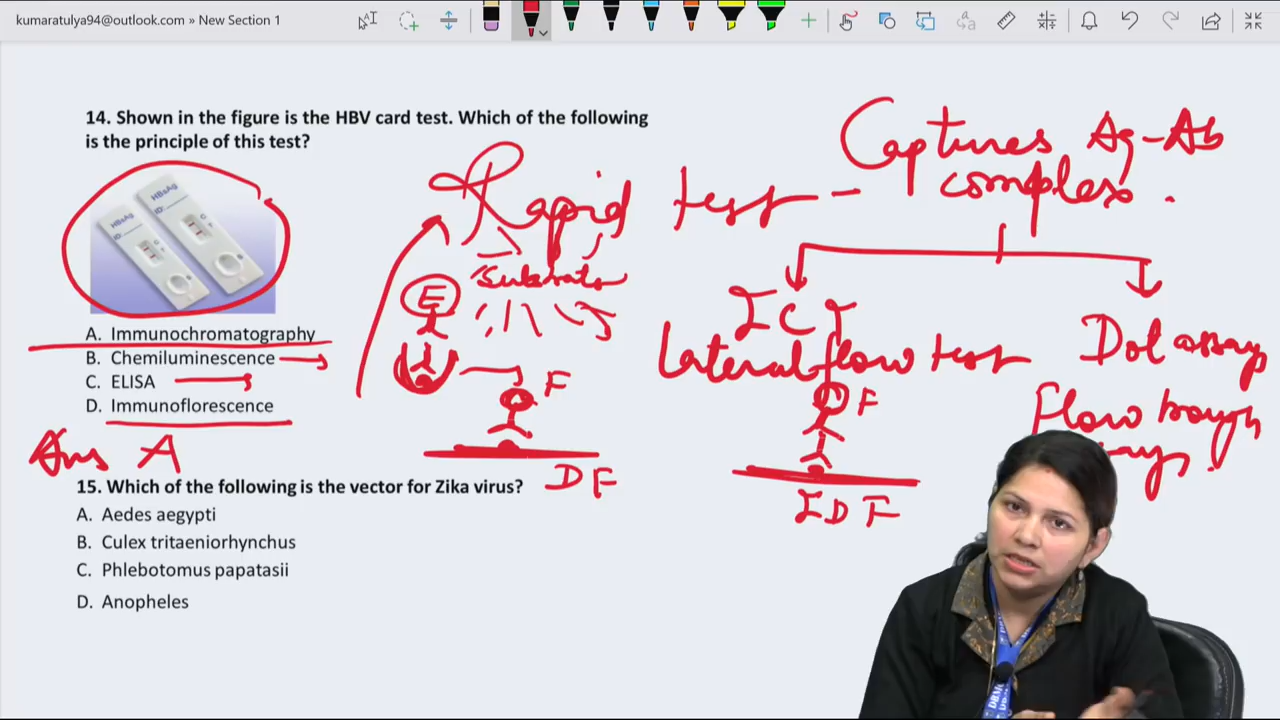 kumaratulya94@outlook.com » New Section 1
14. Shown in the figure is the HBV card test. Which of the following
is the principle of this test?
HBsAg
ID:
HBsAg
ID:
A. Immunochromatography
B. Chemiluminescence
C. ELISA
D. Immunoflorescence
Ans A
15. Which of the following is the vector for Zika virus?
A. Aedes aegypti
B. Culex tritaeniorhynchus
C. Phlebotomus papatasii
D. Anopheles
Rapid test - Captures Ag-Ab
complex.
Substrate
E
F
DF
ICT
Lateral flow test
F
IDF
Dot assay
Flow trough